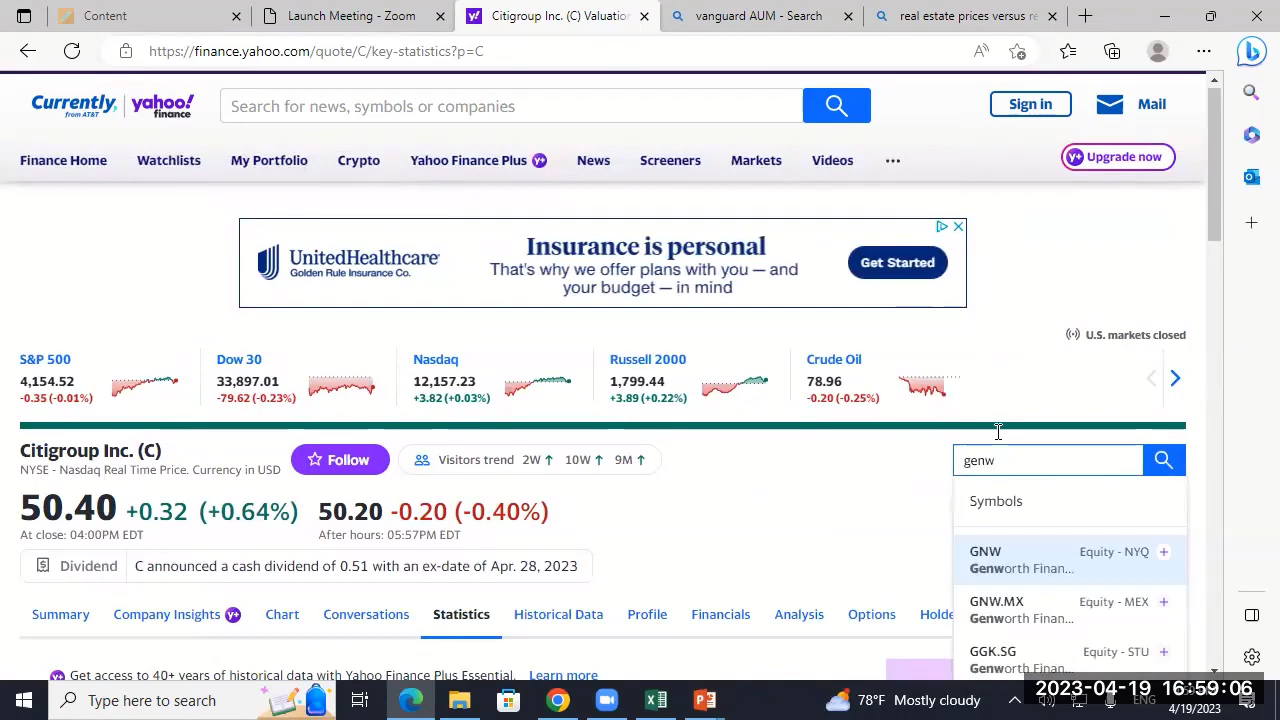 Content
Launch Meeting - Zoom
Citigroup Inc. (C) Valuation
vanguard AUM - Search
real estate prices versus re
https://finance.yahoo.com/quote/C/key-statistics?p=C
Currently,
from AT&T
yahoo!
finance
Search for news, symbols or companies
Sign in
Mail
Finance Home
Watchlists
My Portfolio
Crypto
Yahoo Finance Plus
News
Screeners
Markets
Videos
Upgrade now
UnitedHealthcare
Golden Rule Insurance Co.
Insurance is personal
That's why we offer plans with you — and
your budget — in mind
Get Started
U.S. markets closed
S&P 500
4,154.52
-0.35 (-0.01%)
Dow 30
33,897.01
-79.62 (-0.23%)
Nasdaq
12,157.23
+3.82 (+0.03%)
Russell 2000
1,799.44
+3.89 (+0.22%)
Crude Oil
78.96
-0.20 (-0.25%)
Citigroup Inc. (C)
NYSE - Nasdaq Real Time Price. Currency in USD
Follow
Visitors trend 2W 10W 9M
genw
Symbols
GNW Equity - NYQ
Genworth Finan...
GNW.MX Equity - MEX
Genworth Finan...
GGK.SG Equity - STU
Genworth Finan...
50.40 +0.32 (+0.64%)
At close: 04:00PM EDT
50.20 -0.20 (-0.40%)
After hours: 05:57PM EDT
Dividend
C announced a cash dividend of 0.51 with an ex-date of Apr. 28, 2023
Summary
Company Insights
Chart
Conversations
Statistics
Historical Data
Profile
Financials
Analysis
Options
Holde
Get access to 40+ years of historical data with Yahoo Finance Plus Essential. Learn more
Type here to search
78°F Mostly cloudy
ENG
2023-04-19 16:59:06
4/19/2023